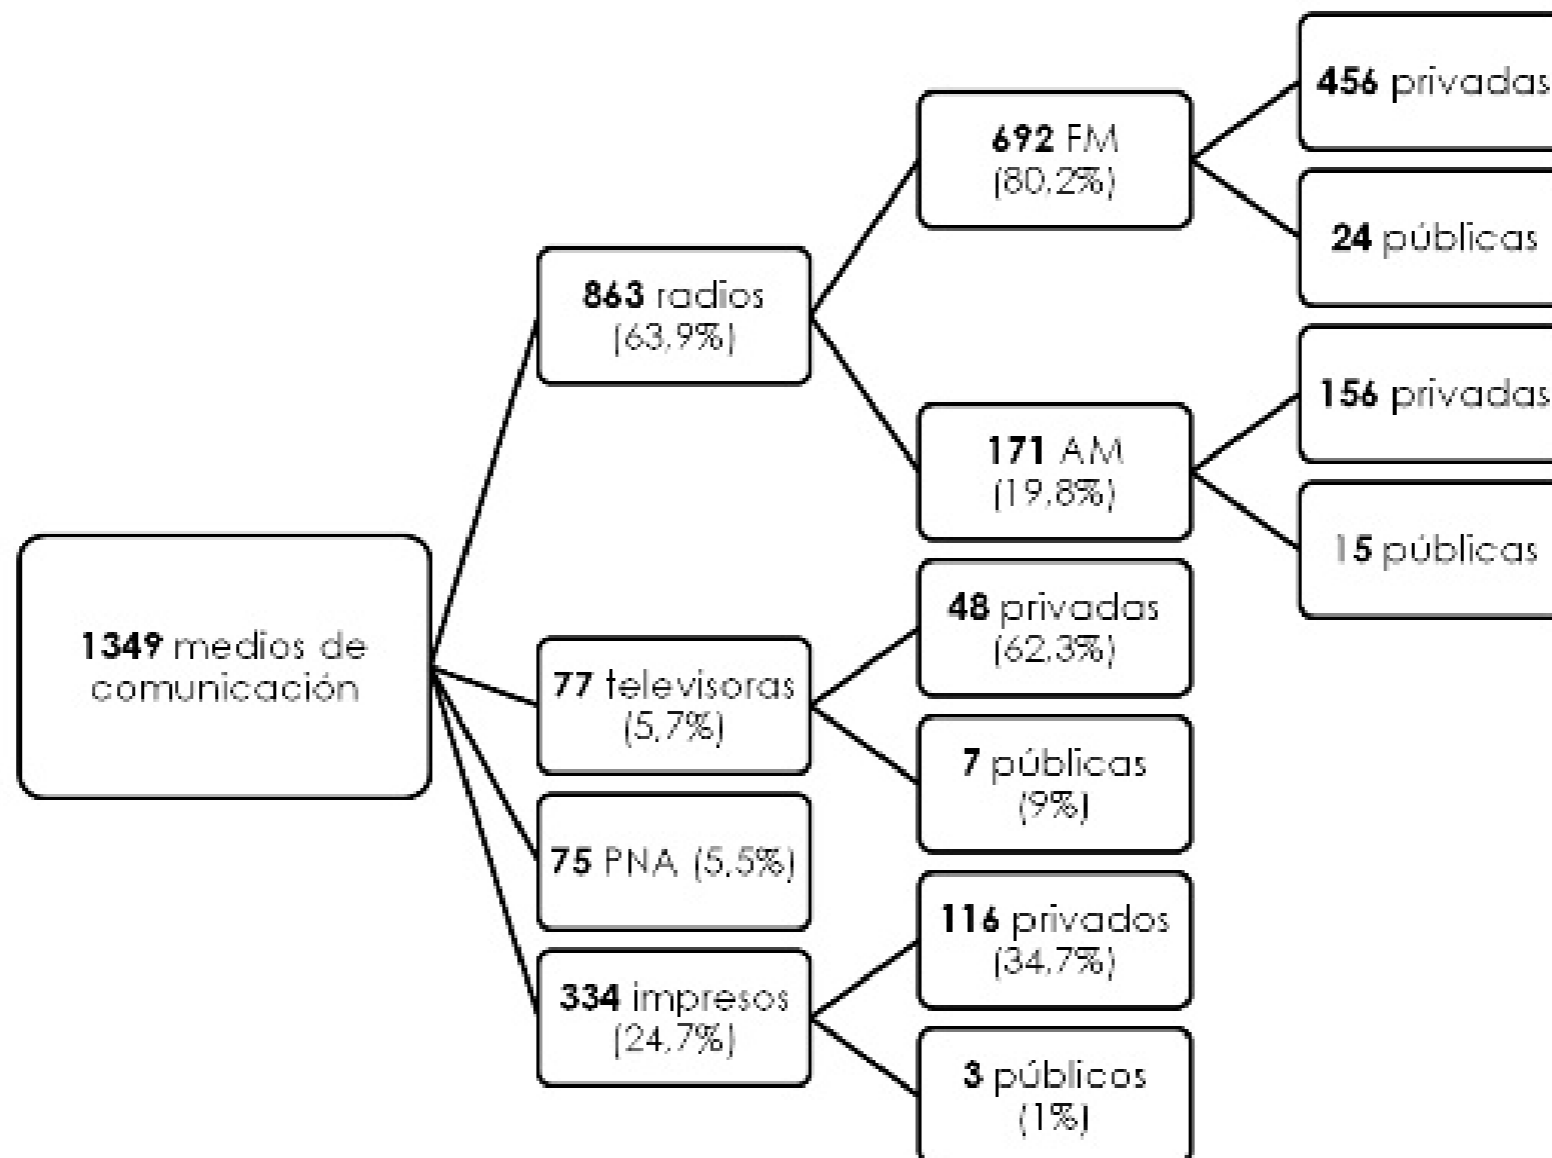 1349 medios de
comunicación
863 radios
(63,9%)
692 FM
(80,2%)
456 privadas
24 públicas
171 AM
(19,8%)
156 privadas
15 públicas
77 televisoras
(5,7%)
48 privadas
(62,3%)
7 públicas
(9%)
75 PNA (5,5%)
334 impresos
(24,7%)
116 privados
(34,7%)
3 públicos
(1%)